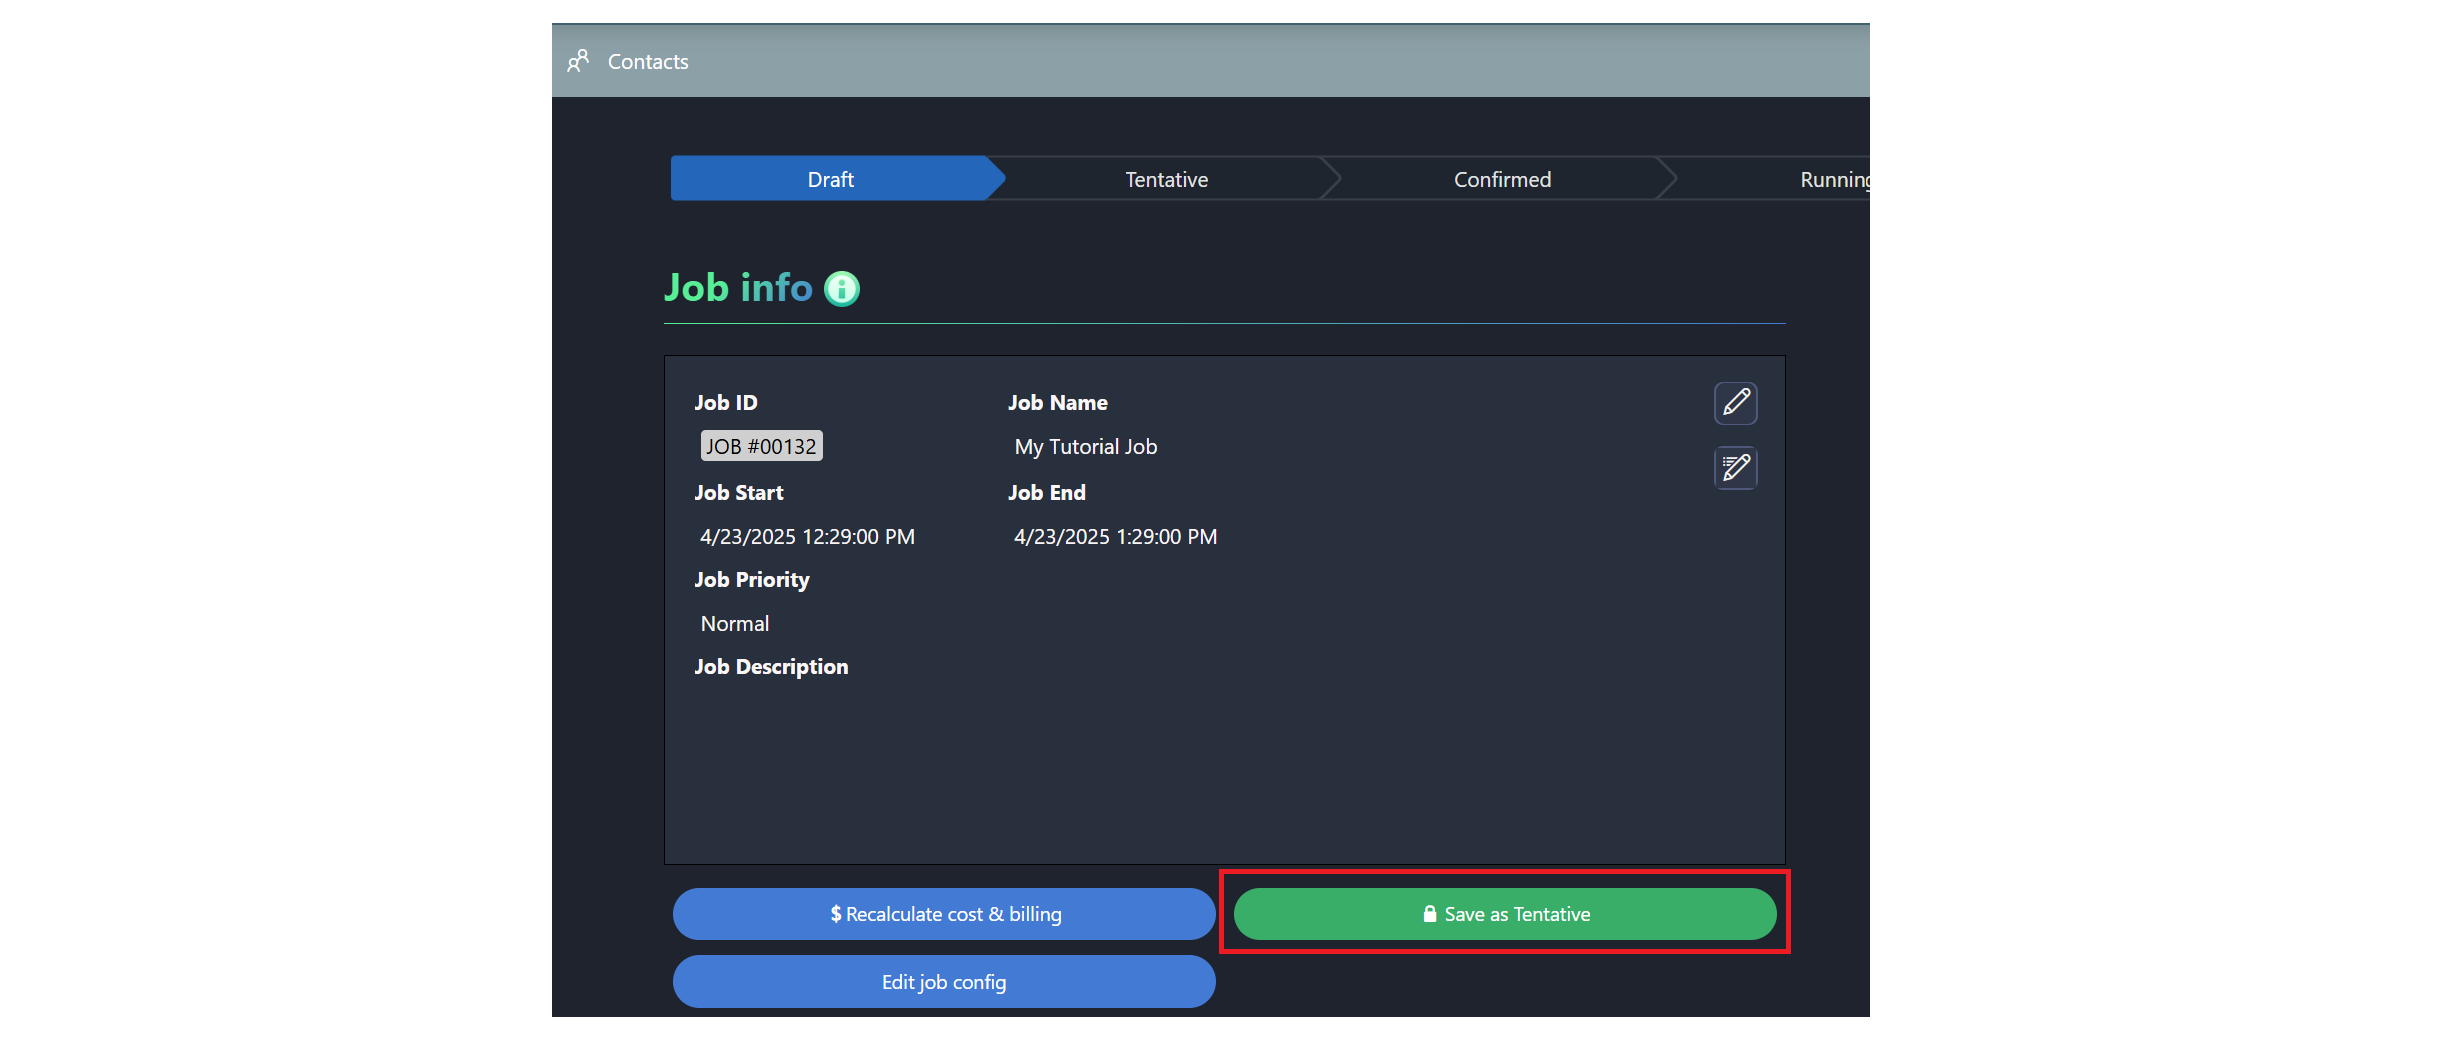 Contacts
Draft Tentative Confirmed Running
Job info
Job ID Job Name
JOB #00132 My Tutorial Job
Job Start Job End
4/23/2025 12:29:00 PM 4/23/2025 1:29:00 PM
Job Priority
Normal
Job Description
$ Recalculate cost & billing Save as Tentative
Edit job config